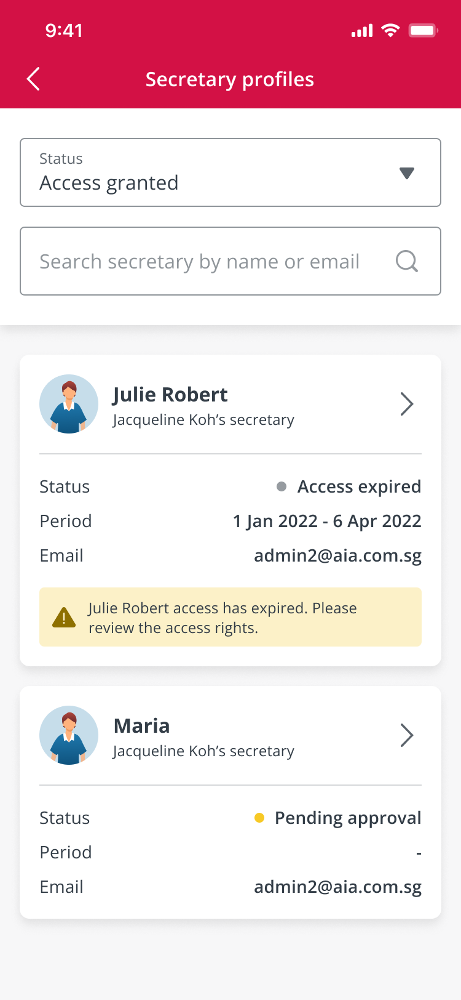 9:41
Secretary profiles
Status
Access granted
Search secretary by name or email
Julie Robert
Jacqueline Koh’s secretary
Status Access expired
Period 1 Jan 2022 - 6 Apr 2022
Email admin2@aia.com.sg
Julie Robert access has expired. Please
review the access rights.
Maria
Jacqueline Koh’s secretary
Status Pending approval
Period -
Email admin2@aia.com.sg